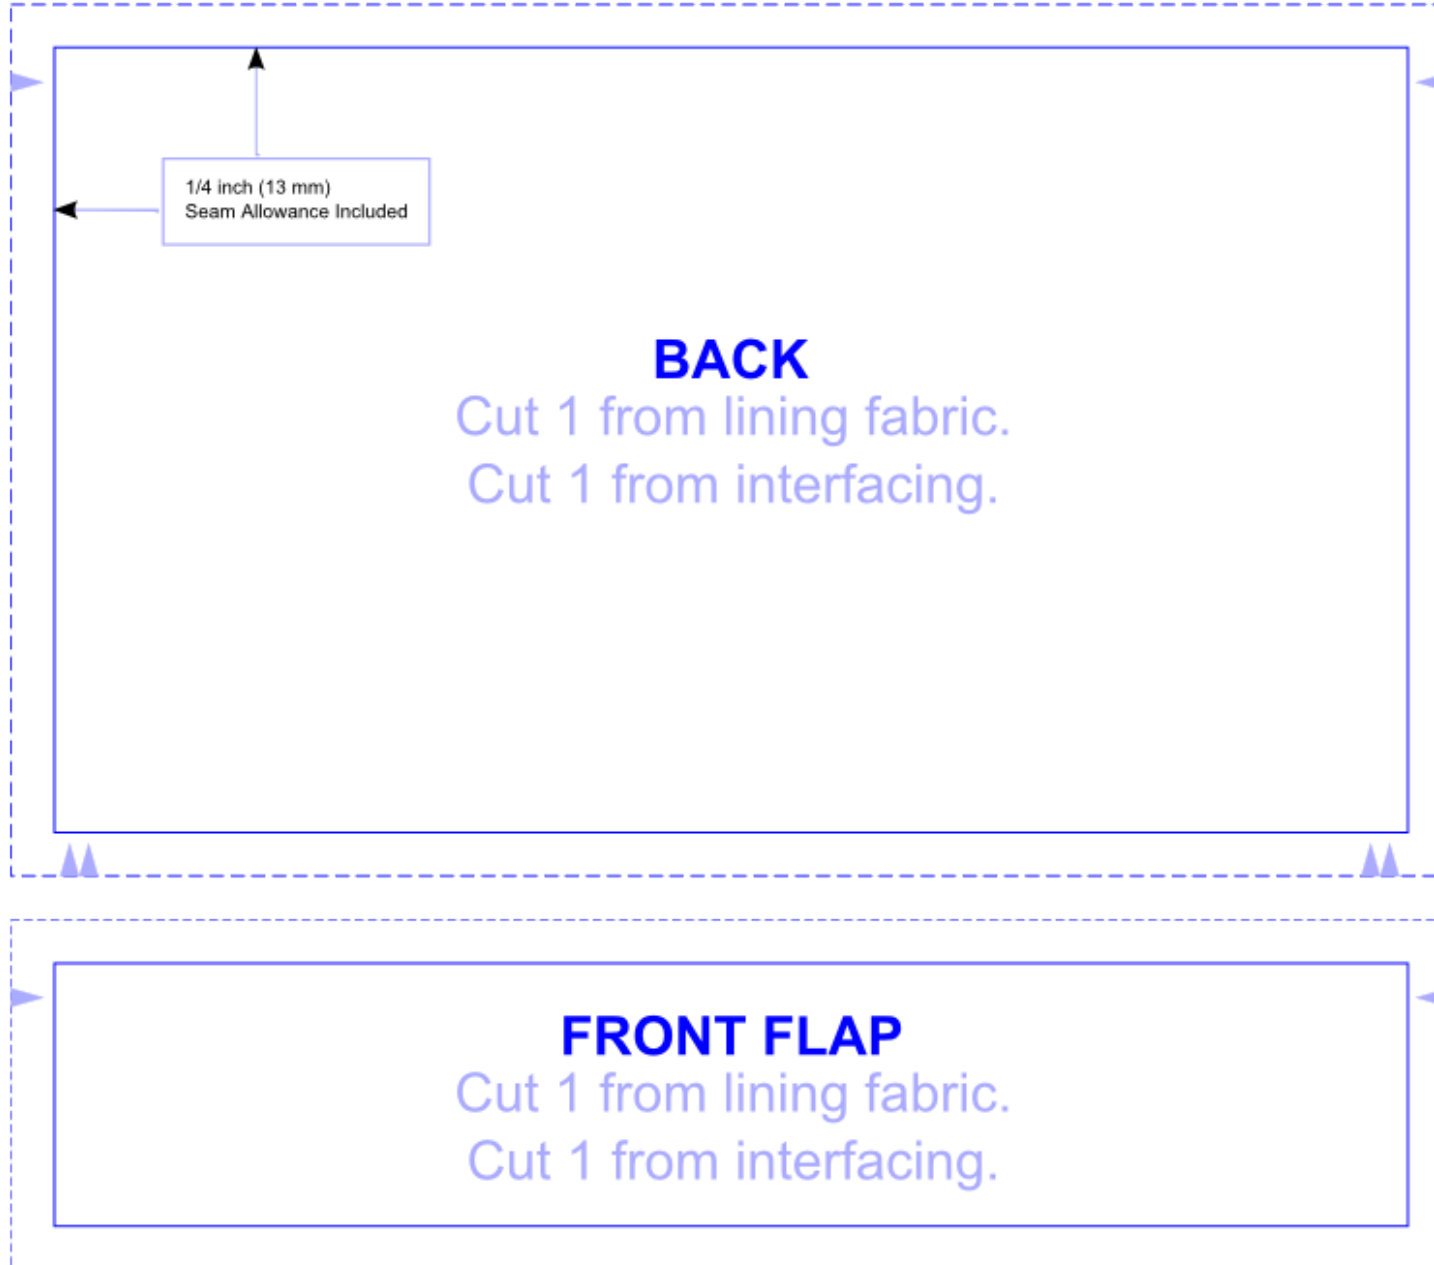 1/4 inch (13 mm)
Seam Allowance Included
BACK
Cut 1 from lining fabric.
Cut 1 from interfacing.
FRONT FLAP
Cut 1 from lining fabric.
Cut 1 from interfacing.